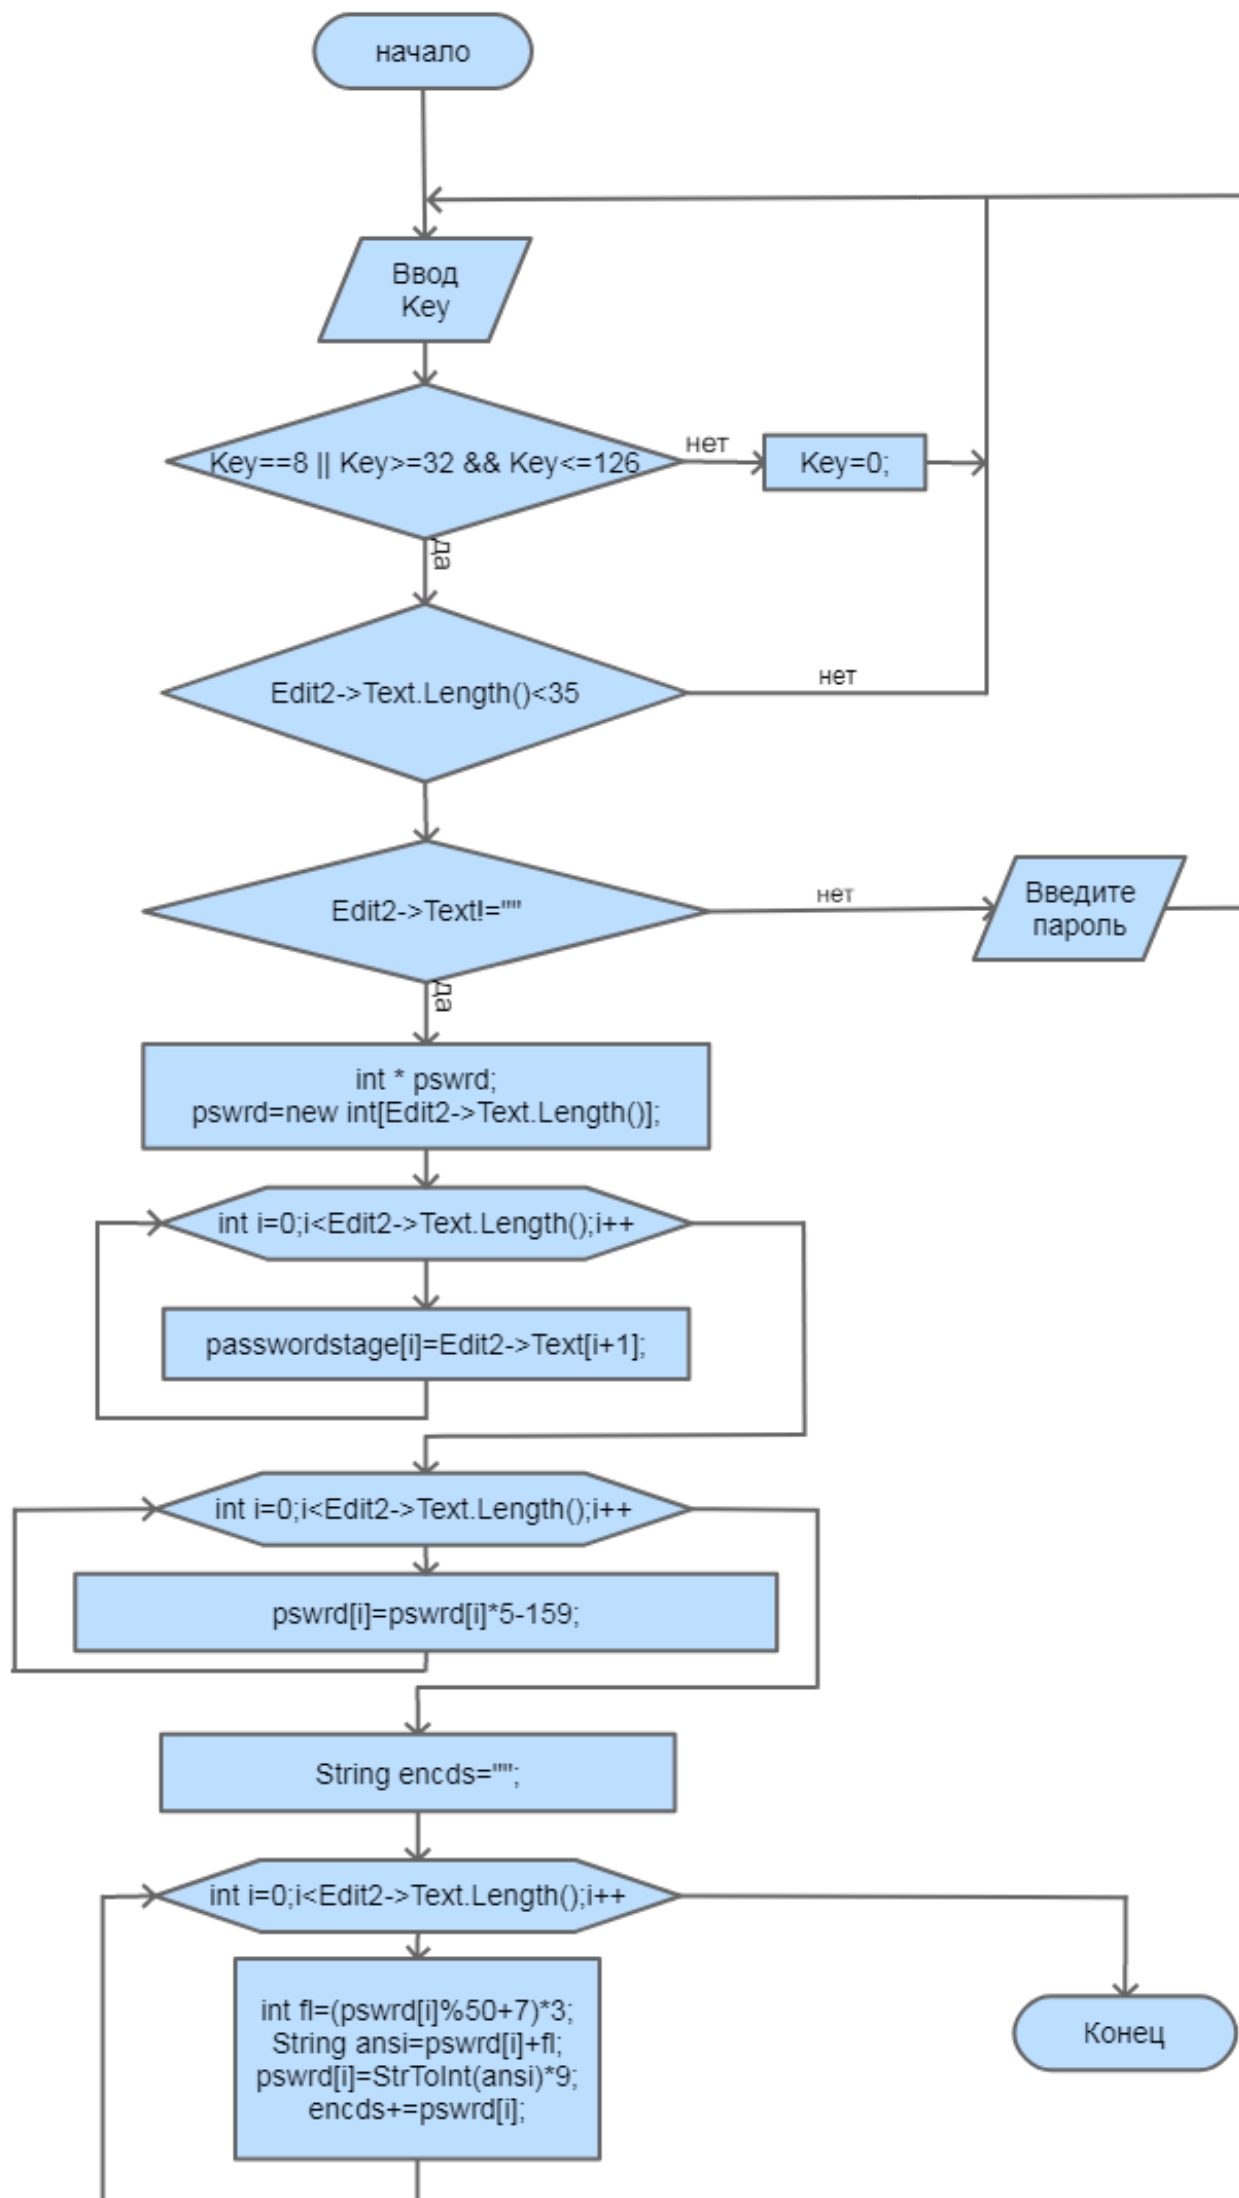 начало
Ввод
Key
Key==8 || Key>=32 && Key<=126
нет
Key=0;
да
Edit2->Text.Length()<35
нет
Edit2->Text!=""
нет
Введите
пароль
да
int * pswrd;
pswrd=new int[Edit2->Text.Length()];
int i=0;i<Edit2->Text.Length();i++
passwordstage[i]=Edit2->Text[i+1];
int i=0;i<Edit2->Text.Length();i++
pswrd[i]=pswrd[i]*5-159;
String encds="";
int i=0;i<Edit2->Text.Length();i++
int fl=(pswrd[i]%50+7)*3;
String ansi=pswrd[i]+fl;
pswrd[i]=StrToInt(ansi)*9;
encds+=pswrd[i];
Конец